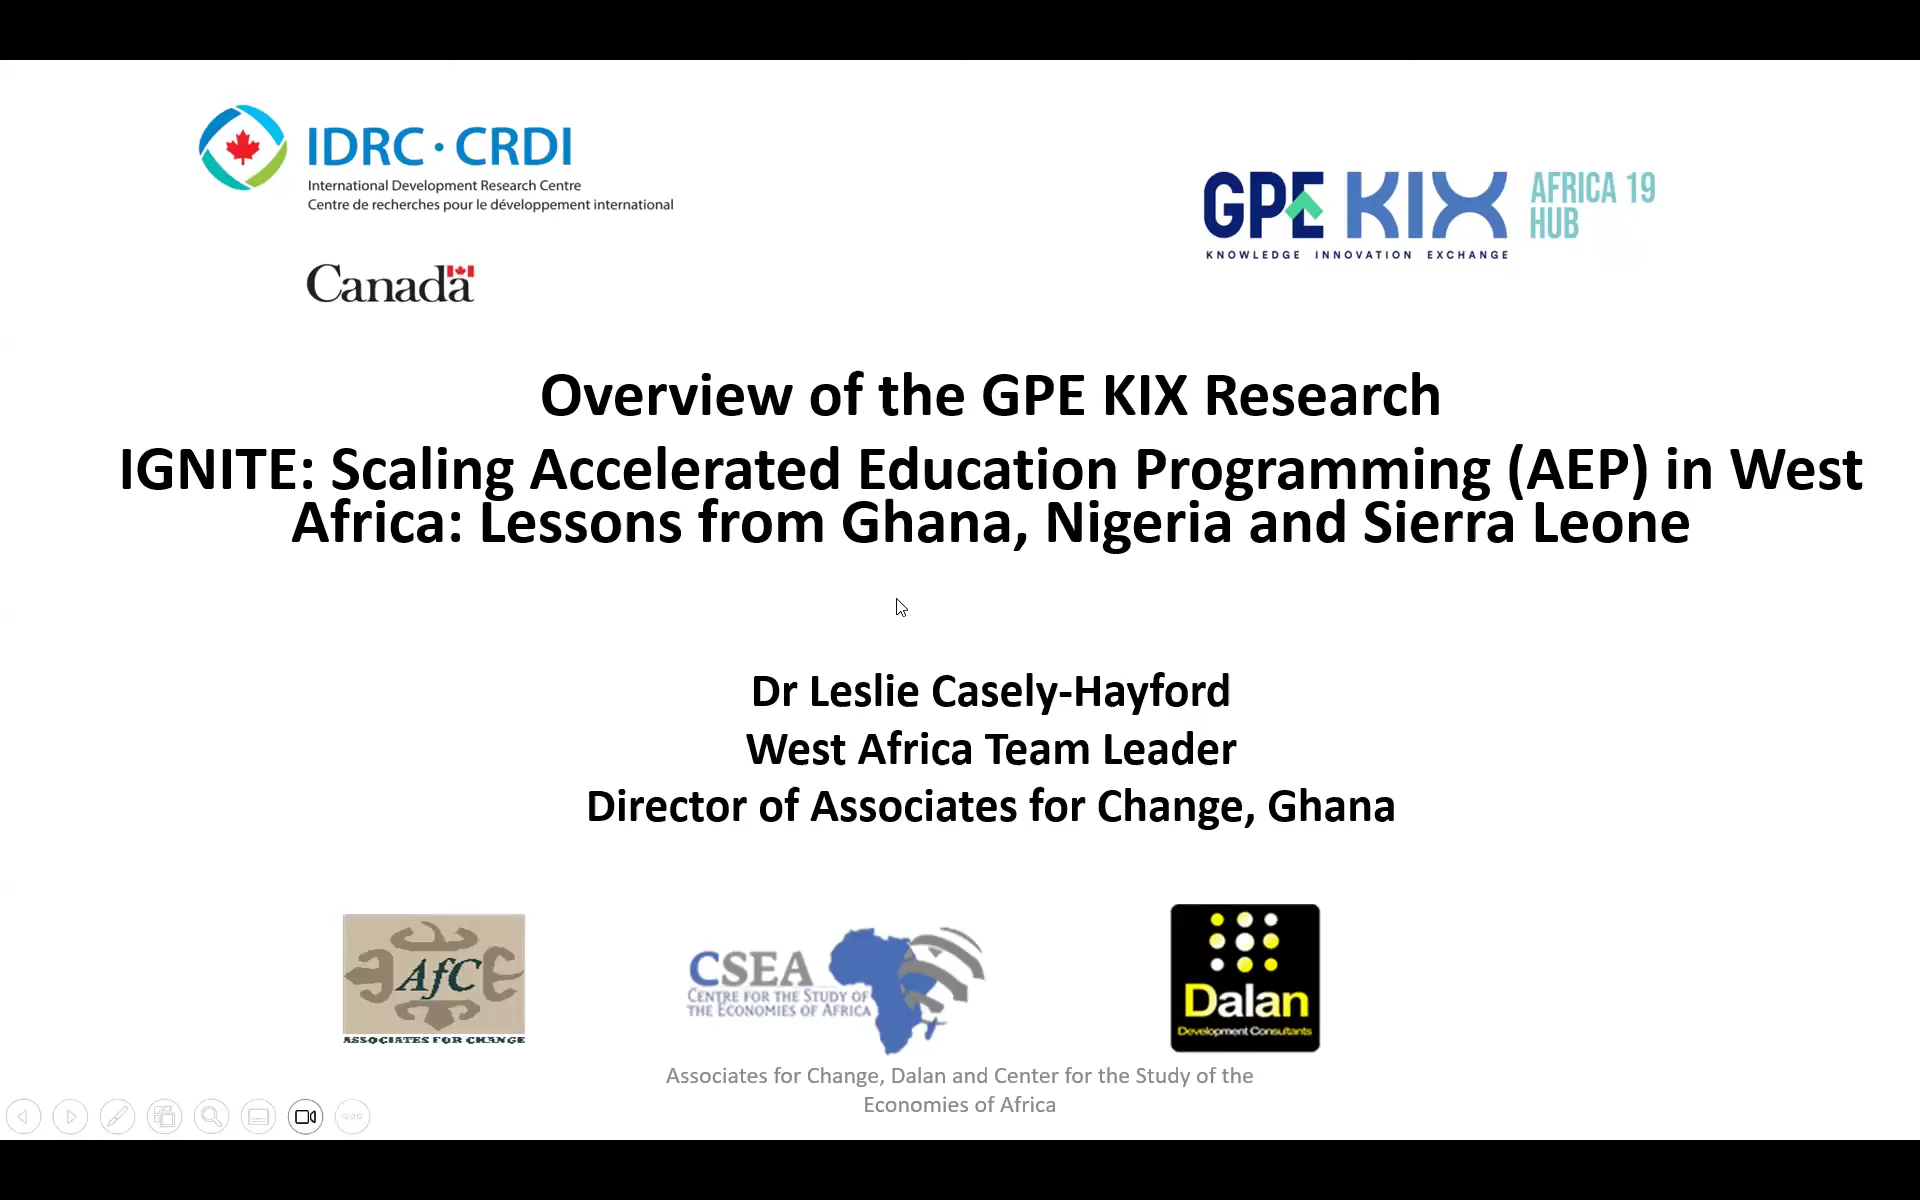 IDRC · CRDI
International Development Research Centre
Centre de recherches pour le développement international
Canada
GPE KIX AFRICA 19
HUB
KNOWLEDGE INNOVATION EXCHANGE
Overview of the GPE KIX Research
IGNITE: Scaling Accelerated Education Programming (AEP) in West
Africa: Lessons from Ghana, Nigeria and Sierra Leone
Dr Leslie Casely-Hayford
West Africa Team Leader
Director of Associates for Change, Ghana
AfC
ASSOCIATES FOR CHANGE
CSEA
CENTRE FOR THE STUDY OF
THE ECONOMIES OF AFRICA
Dalan
Development Consultants
Associates for Change, Dalan and Center for the Study of the
Economies of Africa